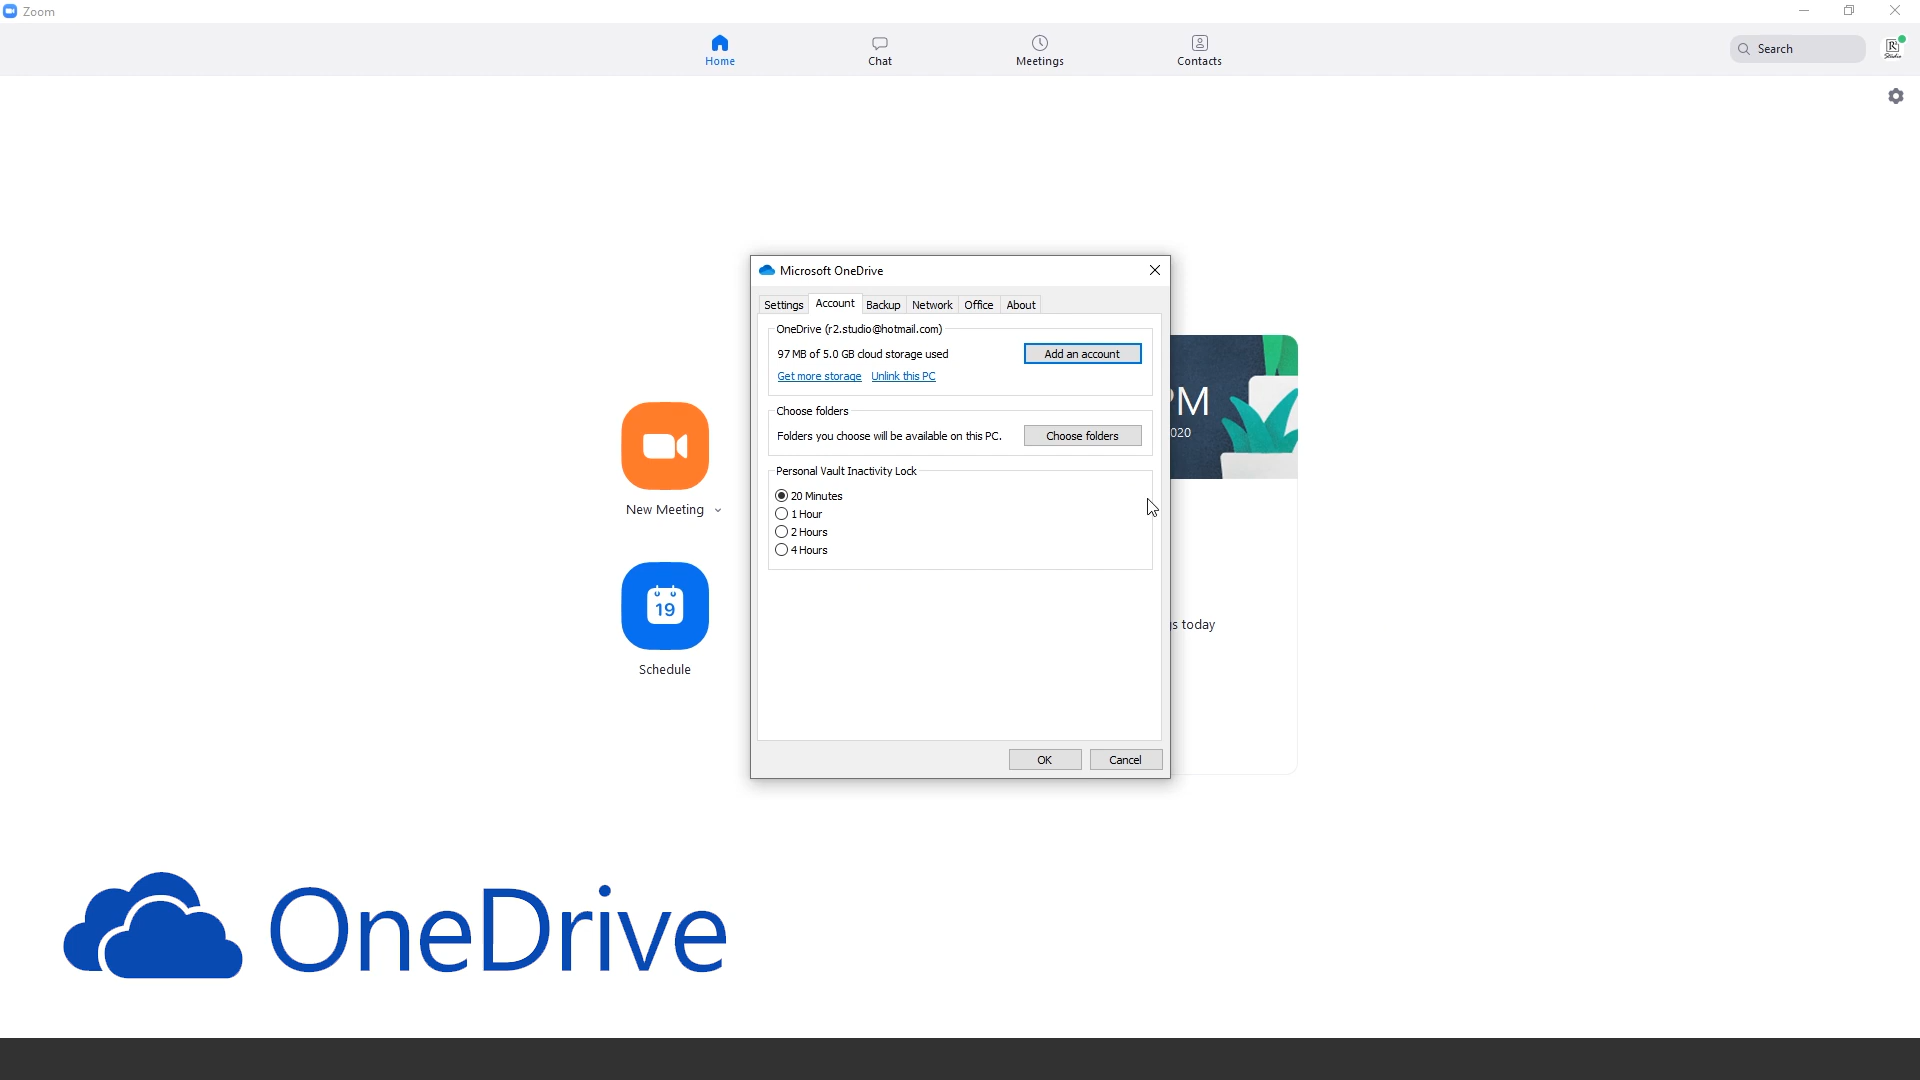 Zoom
Home
Chat
Meetings
Contacts
Search
R
Studio
Microsoft OneDrive
Settings Account Backup Network Office About
OneDrive (r2.studio@hotmail.com)
97 MB of 5.0 GB cloud storage used
Add an account
Get more storage Unlink this PC
Choose folders
Folders you choose will be available on this PC.
Choose folders
Personal Vault Inactivity Lock
20 Minutes
1 Hour
2 Hours
4 Hours
OK
Cancel
New Meeting
19
Schedule
PM
020
s today
OneDrive